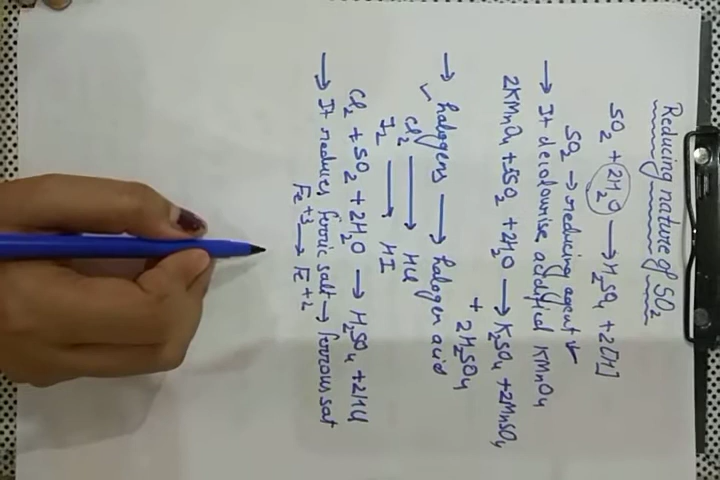 Reducing nature of SO₂
SO₂ + 2H₂O ⟶ H₂SO₄ + 2[H]
SO₂ → reducing agent
→ It decolourise acidified KMnO₄
2KMnO₄ + 5SO₂ + 2H₂O ⟶ K₂SO₄ + 2MnSO₄
+ 2H₂SO₄
→ halogens ⟶ halogen acid
Cl₂ ⟶ HCl
I₂ ⟶ HI
Cl₂ + SO₂ + 2H₂O ⟶ H₂SO₄ + 2HCl
→ It reduces ferric salt → ferrous salt
Fe⁺³ ⟶ Fe⁺²